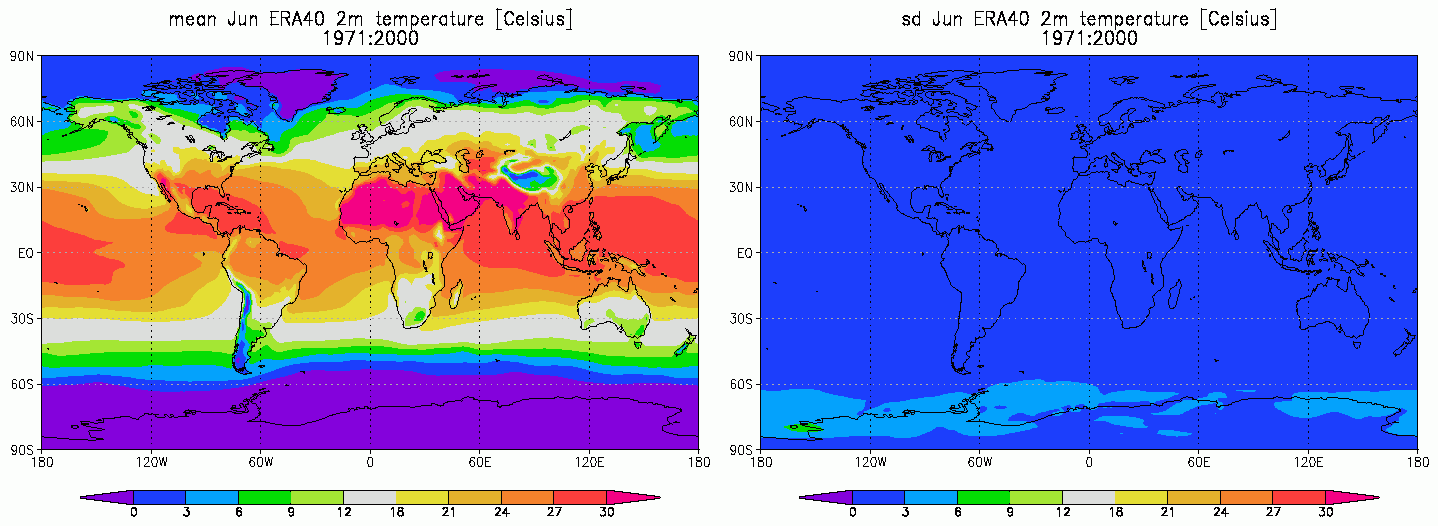 mean Jun ERA40 2m temperature [Celsius]
1971:2000
90N
60N
30N
EQ
30S
60S
90S
180 120W 60W 0 60E 120E 180
0 3 6 9 12 18 21 24 27 30
sd Jun ERA40 2m temperature [Celsius]
1971:2000
90N
60N
30N
EQ
30S
60S
90S
180 120W 60W 0 60E 120E 180
0 3 6 9 12 18 21 24 27 30